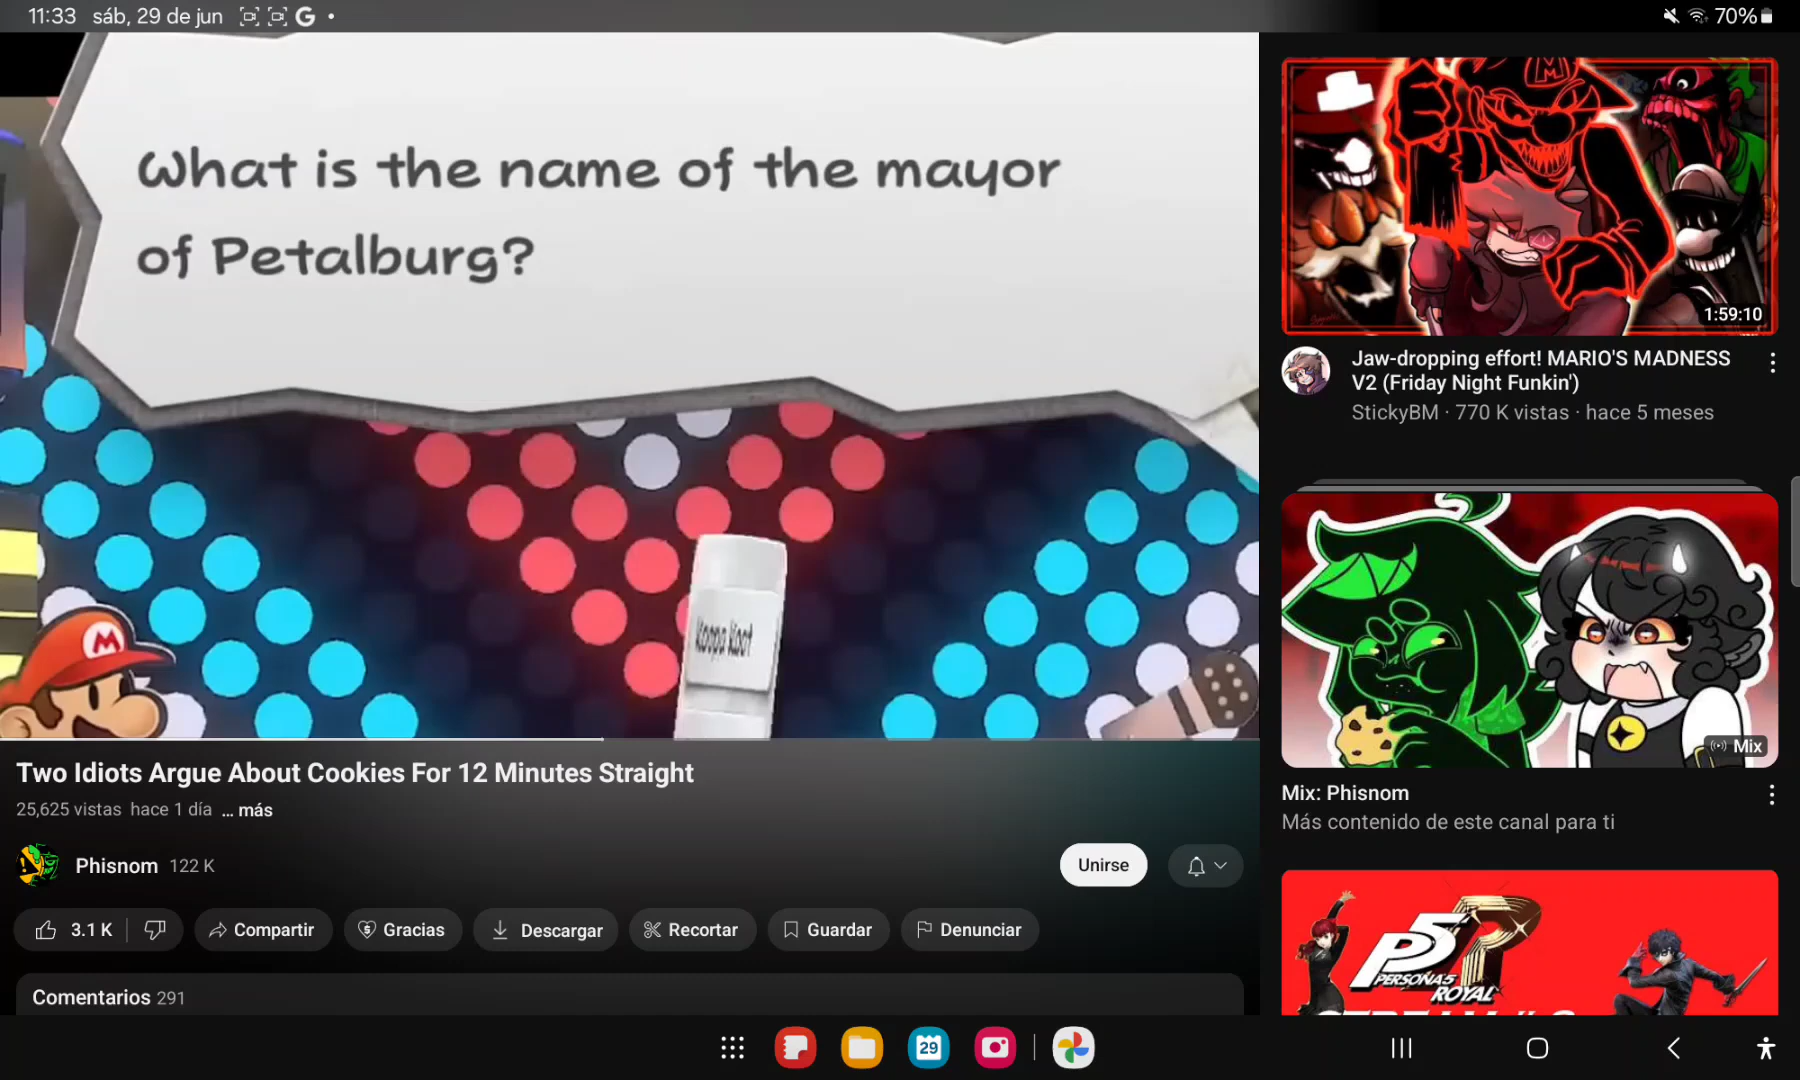 11:33 sáb, 29 de jun
70%
What is the name of the mayor
of Petalburg?
Koopa Koot
M
Two Idiots Argue About Cookies For 12 Minutes Straight
25,625 vistas hace 1 día ... más
Phisnom 122 K
Unirse
3.1 K
Compartir
Gracias
Descargar
Recortar
Guardar
Denunciar
Comentarios 291
M
1:59:10
Jaw-dropping effort! MARIO'S MADNESS
V2 (Friday Night Funkin')
StickyBM · 770 K vistas · hace 5 meses
Mix
Mix: Phisnom
Más contenido de este canal para ti
P5R
PERSONA5
ROYAL
29